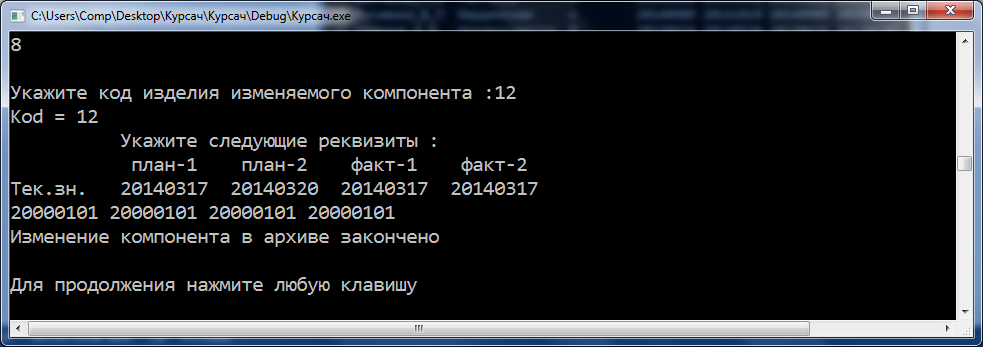 C:\Users\Comp\Desktop\Курсач\Курсач\Debug\Курсач.exe
8
Укажите код изделия изменяемого компонента :12
Kod = 12
Укажите следующие реквизиты :
план-1 план-2 факт-1 факт-2
Тек.зн. 20140317 20140320 20140317 20140317
20000101 20000101 20000101 20000101
Изменение компонента в архиве закончено
Для продолжения нажмите любую клавишу